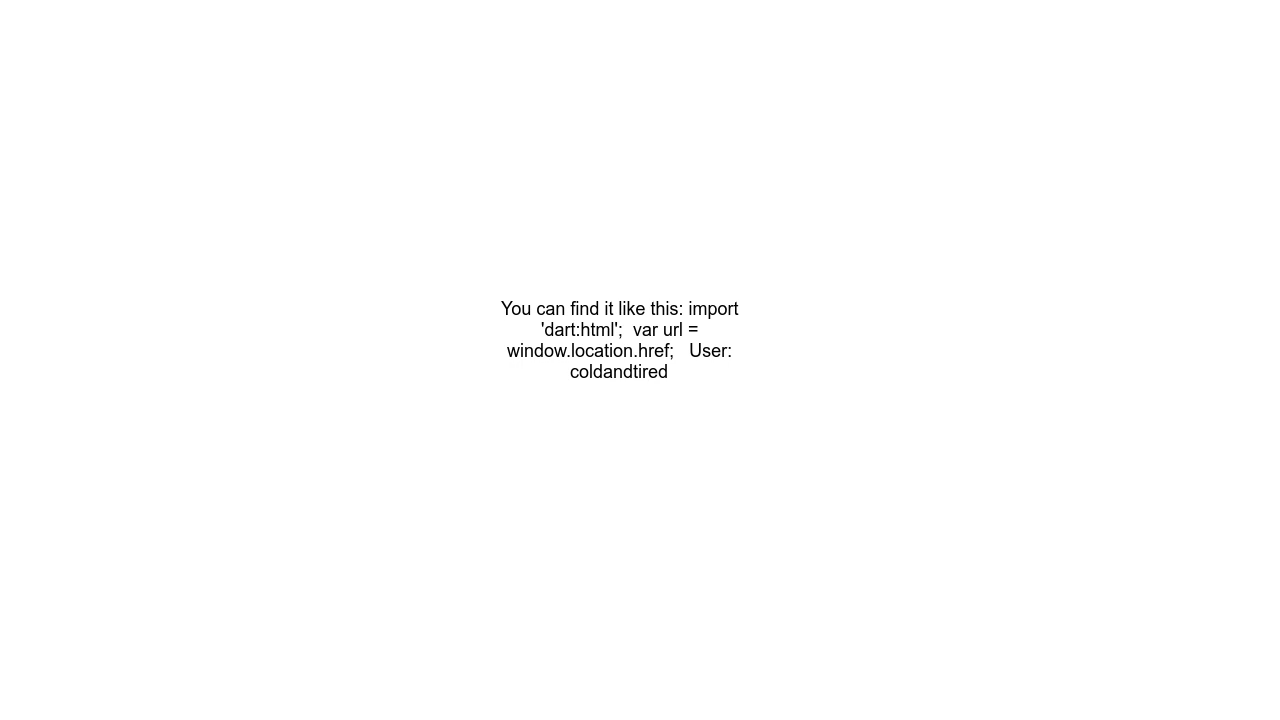 You can find it like this: import
'dart:html';  var url =
window.location.href;   User:
coldandtired